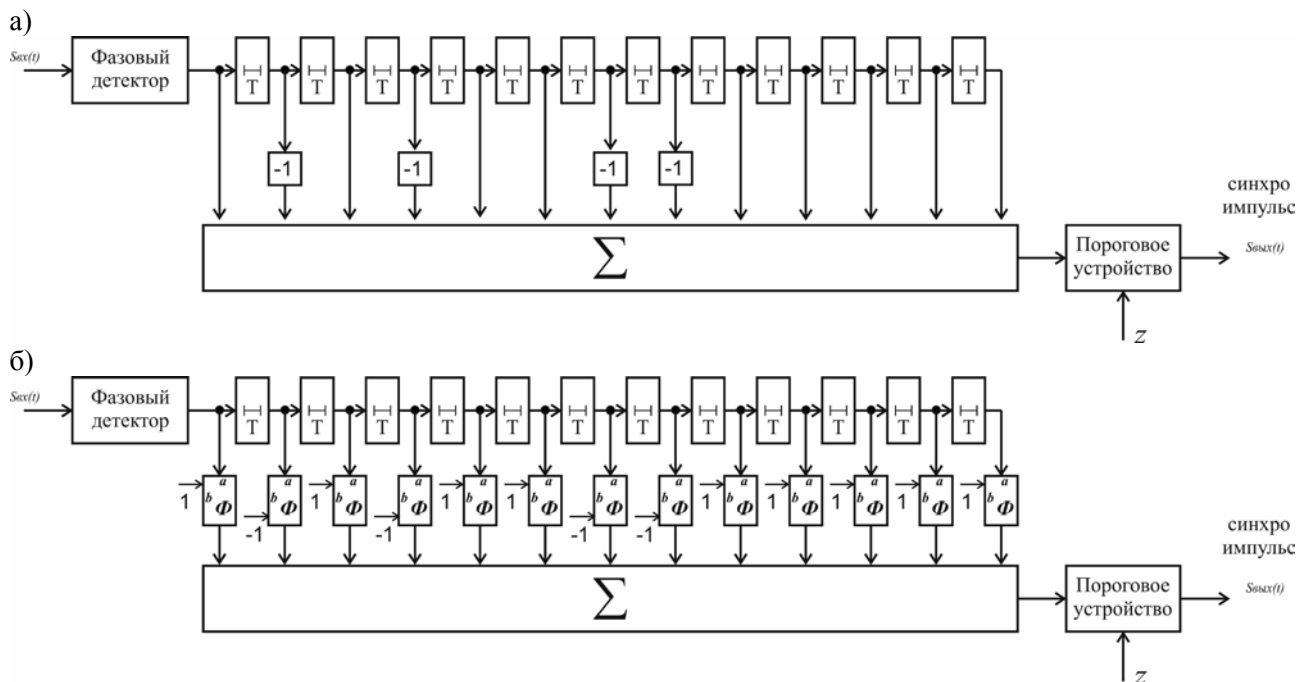 а)
Sвх(t)
Фазовый
детектор
T T T T T T T T T T T T
-1 -1 -1 -1
∑
Пороговое
устройство
синхро
импульс
Sвых(t)
z
б)
Sвх(t)
Фазовый
детектор
T T T T T T T T T T T T
a a a a a a a a a a a a a
b Ф b Ф b Ф b Ф b Ф b Ф b Ф b Ф b Ф b Ф b Ф b Ф b Ф
1 -1 1 -1 1 1 -1 -1 1 1 1 1 1
∑
Пороговое
устройство
синхро
импульс
Sвых(t)
z